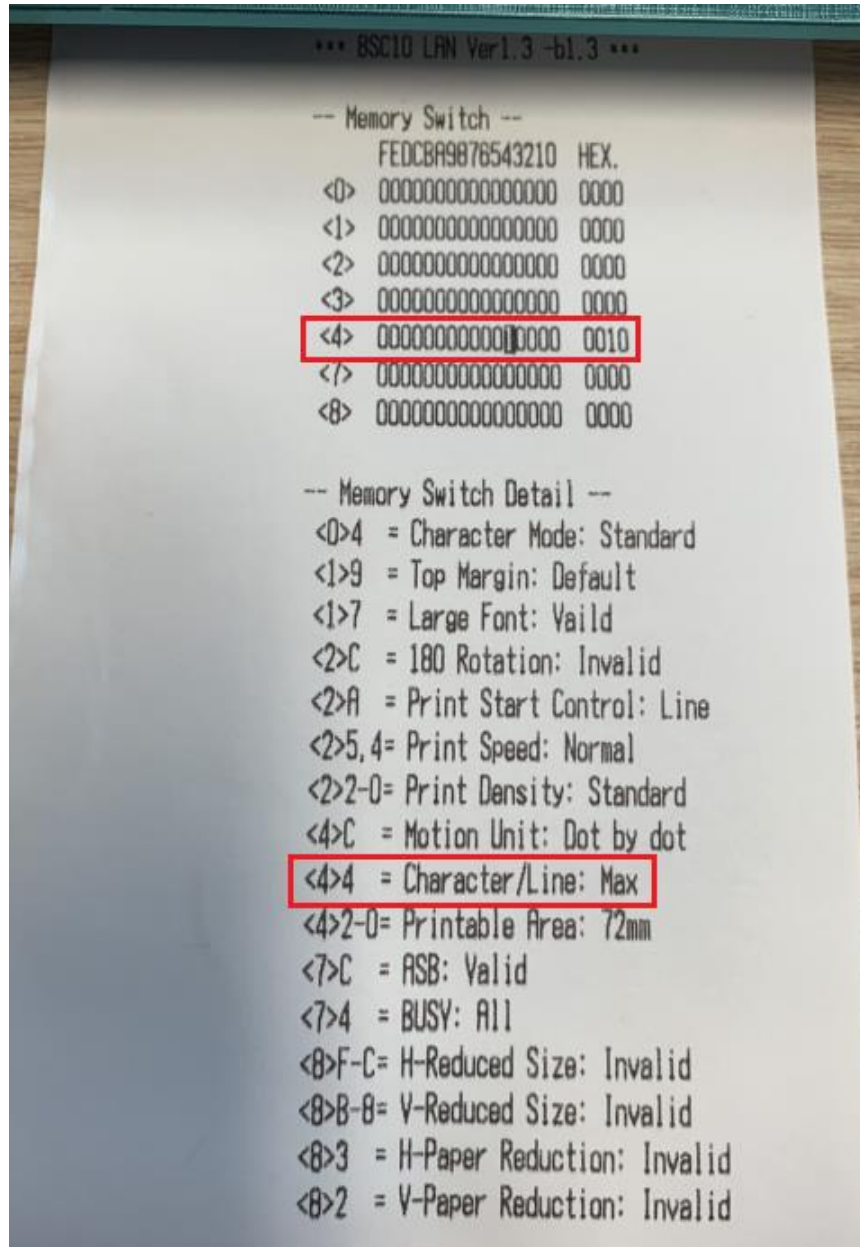 *** BSC10 LAN Ver1.3 -b1.3 ***
-- Memory Switch --
FEDCBA9876543210 HEX.
<0> 0000000000000000 0000
<1> 0000000000000000 0000
<2> 0000000000000000 0000
<3> 0000000000000000 0000
<4> 0000000000010000 0010
<7> 0000000000000000 0000
<8> 0000000000000000 0000
-- Memory Switch Detail --
<0>4 = Character Mode: Standard
<1>9 = Top Margin: Default
<1>7 = Large Font: Vaild
<2>C = 180 Rotation: Invalid
<2>A = Print Start Control: Line
<2>5,4= Print Speed: Normal
<2>2-0= Print Density: Standard
<4>C = Motion Unit: Dot by dot
<4>4 = Character/Line: Max
<4>2-0= Printable Area: 72mm
<7>C = ASB: Valid
<7>4 = BUSY: All
<8>F-C= H-Reduced Size: Invalid
<8>B-8= V-Reduced Size: Invalid
<8>3 = H-Paper Reduction: Invalid
<8>2 = V-Paper Reduction: Invalid